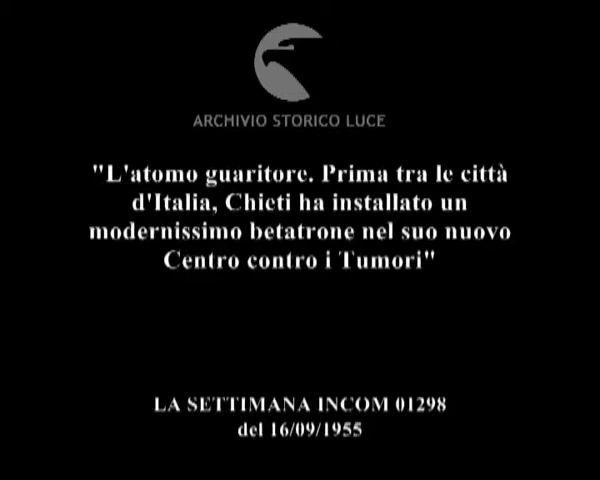 ARCHIVIO STORICO LUCE
"L'atomo guaritore. Prima tra le città
d'Italia, Chieti ha installato un
modernissimo betatrone nel suo nuovo
Centro contro i Tumori"
LA SETTIMANA INCOM 01298
del 16/09/1955